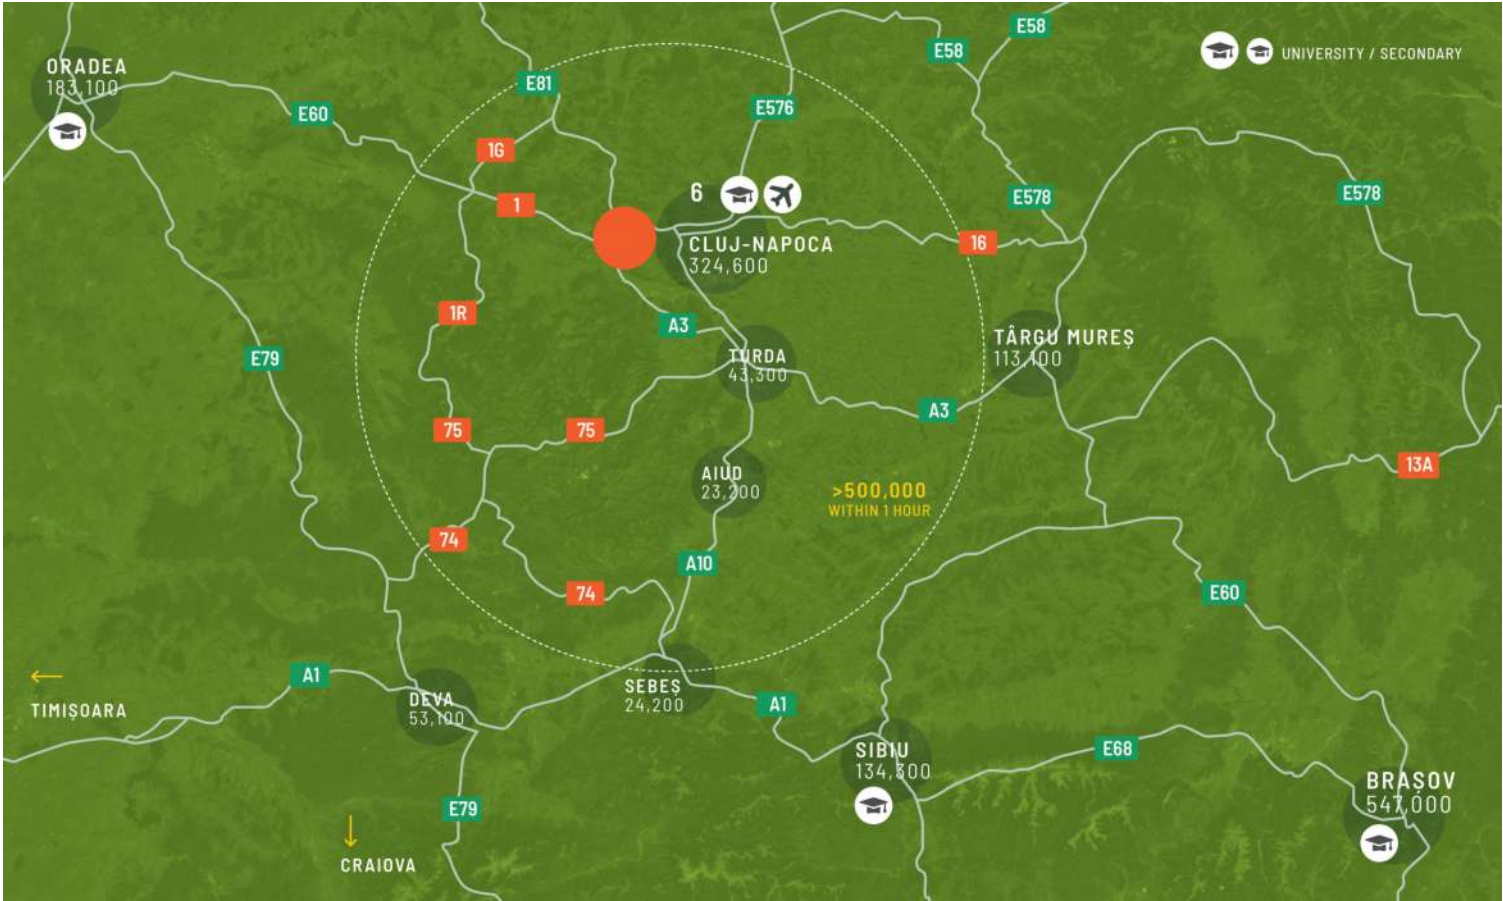 E58
E58
UNIVERSITY / SECONDARY
ORADEA
183,100
E81
E60
E576
1G
6
E578
E578
1
16
CLUJ-NAPOCA
324,600
1R
A3
TÂRGU MUREȘ
113,100
E79
TURDA
43,300
A3
75
75
13A
AIUD
23,200
>500,000
WITHIN 1 HOUR
74
A10
74
E60
A1
TIMIȘOARA
DEVA
53,100
SEBEȘ
24,200
A1
SIBIU
134,300
E68
BRAȘOV
547,000
E79
CRAIOVA